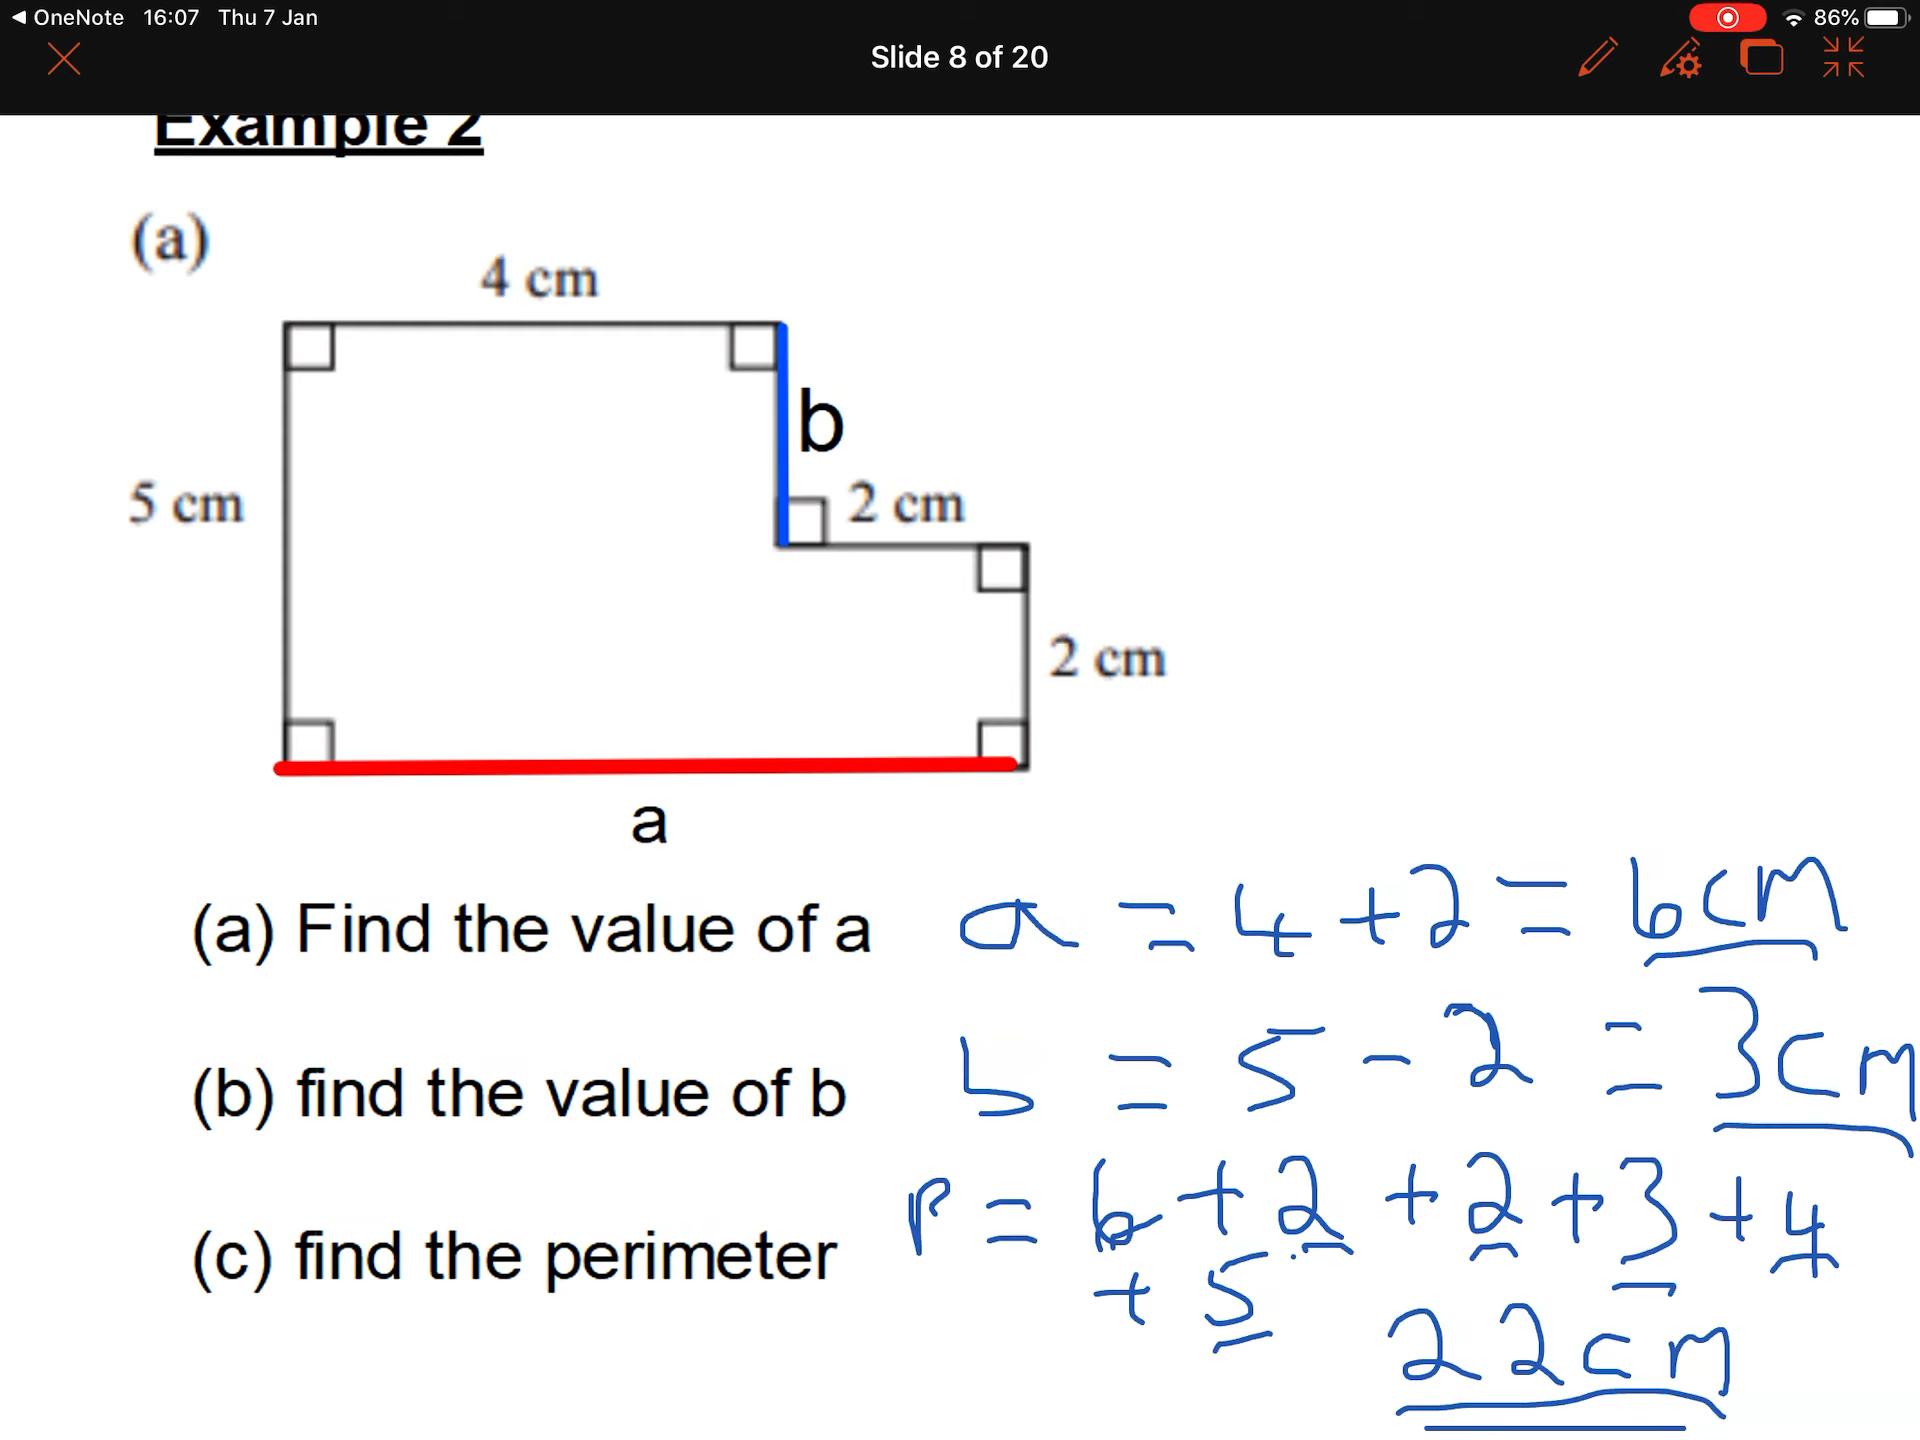 OneNote 16:07 Thu 7 Jan
86%
Slide 8 of 20
Example 2
(a)
4 cm
b
5 cm
2 cm
2 cm
a
(a) Find the value of a
a = 4 + 2 = 6cm
(b) find the value of b
b = 5 - 2 = 3cm
(c) find the perimeter
P = 6 + 2 + 2 + 3 + 4
+ 5
22cm